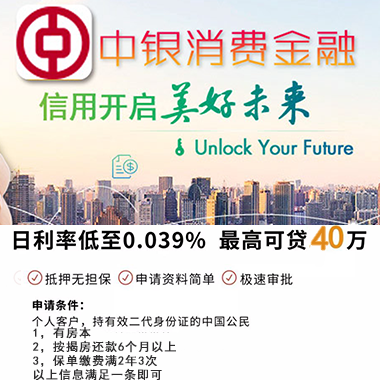 中银消费金融
信用开启美好未来
Unlock Your Future
日利率低至0.039% 最高可贷40万
抵押无担保 申请资料简单 极速审批
申请条件：
个人客户，持有效二代身份证的中国公民
1，有房本
2，按揭房还款6个月以上
3，保单缴费满2年3次
以上信息满足一条即可